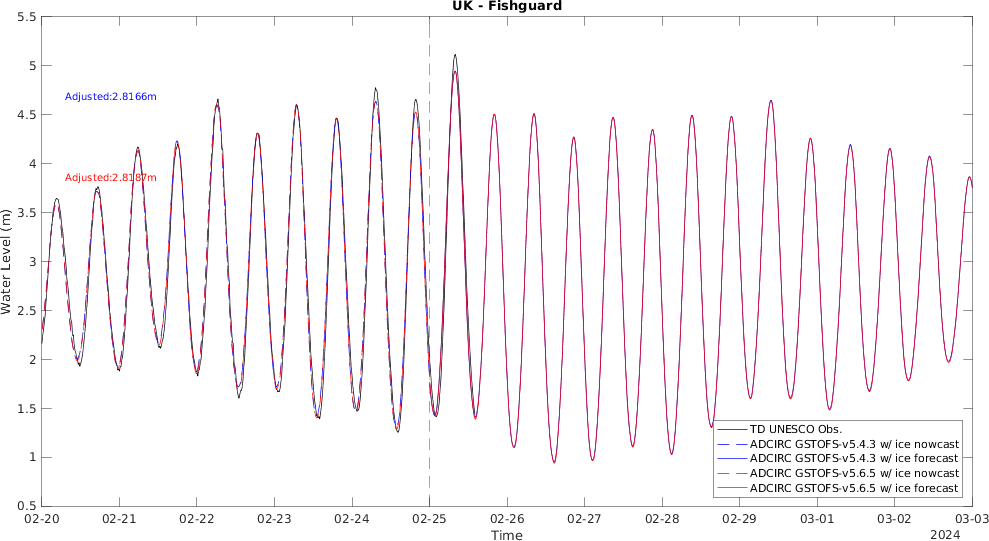 UK - Fishguard
5.5
5
4.5
4
3.5
3
2.5
2
1.5
1
0.5
Water Level (m)
Adjusted:2.8166m
Adjusted:2.8187m
TD UNESCO Obs.
ADCIRC GSTOFS-v5.4.3 w/ ice nowcast
ADCIRC GSTOFS-v5.4.3 w/ ice forecast
ADCIRC GSTOFS-v5.6.5 w/ ice nowcast
ADCIRC GSTOFS-v5.6.5 w/ ice forecast
02-20 02-21 02-22 02-23 02-24 02-25 02-26 02-27 02-28 02-29 03-01 03-02 03-03
Time
2024